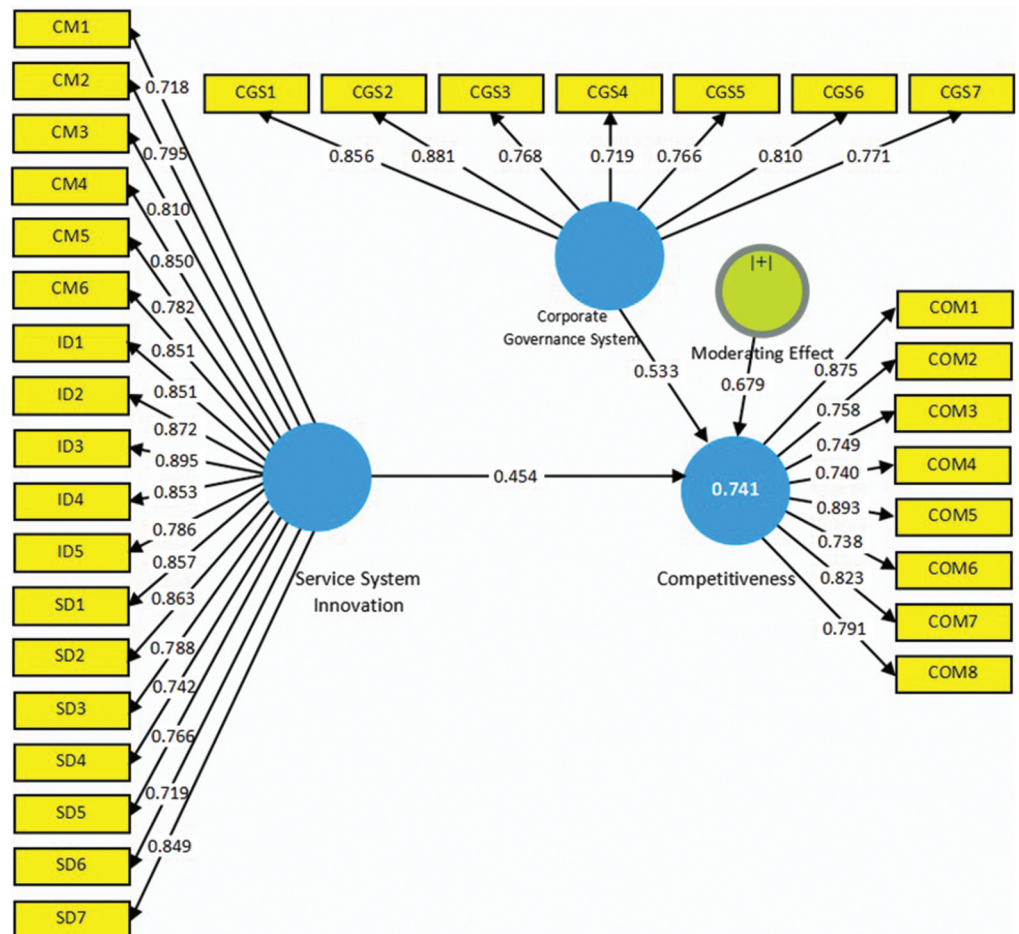 CM1
CM2
CM3
CM4
CM5
CM6
ID1
ID2
ID3
ID4
ID5
SD1
SD2
SD3
SD4
SD5
SD6
SD7
0.718
0.795
0.810
0.850
0.782
0.851
0.851
0.872
0.895
0.853
0.786
0.857
0.863
0.788
0.742
0.766
0.719
0.849
Service System
Innovation
CGS1
CGS2
CGS3
CGS4
CGS5
CGS6
CGS7
0.856
0.881
0.768
0.719
0.766
0.810
0.771
Corporate
Governance System
|+|
Moderating Effect
0.533
0.679
0.454
0.741
Competitiveness
0.875
0.758
0.749
0.740
0.893
0.738
0.823
0.791
COM1
COM2
COM3
COM4
COM5
COM6
COM7
COM8